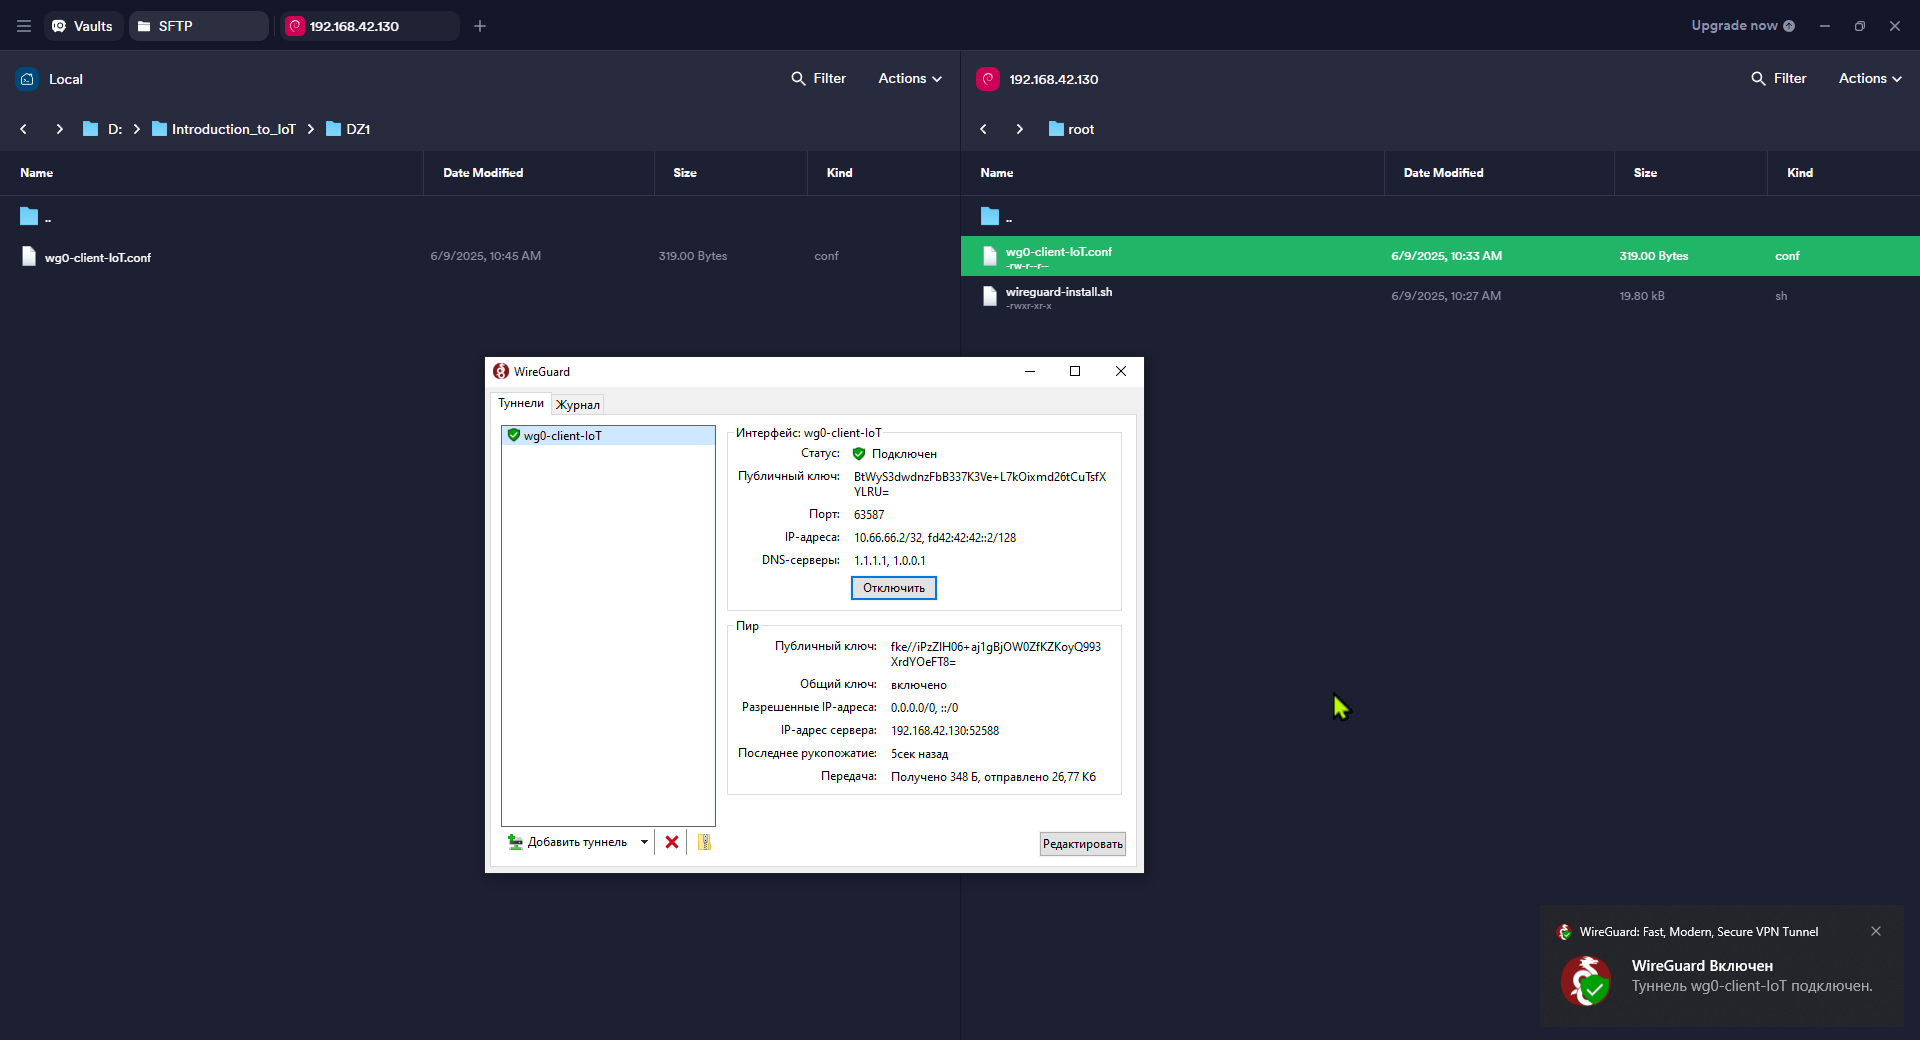 Vaults
SFTP
192.168.42.130
Upgrade now
Local
Filter
Actions
192.168.42.130
Filter
Actions
D:
Introduction_to_IoT
DZ1
root
Name
Date Modified
Size
Kind
Name
Date Modified
Size
Kind
..
..
wg0-client-IoT.conf
6/9/2025, 10:45 AM
319.00 Bytes
conf
wg0-client-IoT.conf
-rw-r--r--
6/9/2025, 10:33 AM
319.00 Bytes
conf
wireguard-install.sh
-rwxr-xr-x
6/9/2025, 10:27 AM
19.80 kB
sh
WireGuard
Туннели
Журнал
wg0-client-IoT
Интерфейс: wg0-client-IoT
Статус:
Подключен
Публичный ключ:
BtWyS3dwdnzFbB337K3Ve+L7kOixmd26tCuTsfX
YLRU=
Порт:
63587
IP-адреса:
10.66.66.2/32, fd42:42:42::2/128
DNS-серверы:
1.1.1.1, 1.0.0.1
Отключить
Пир
Публичный ключ:
fke//iPzZIH06+aj1gBjOW0ZfKZKoyQ993
XrdYOeFT8=
Общий ключ:
включено
Разрешенные IP-адреса:
0.0.0.0/0, ::/0
IP-адрес сервера:
192.168.42.130:52588
Последнее рукопожатие:
5сек назад
Передача:
Получено 348 Б, отправлено 26,77 Кб
Добавить туннель
Редактировать
WireGuard: Fast, Modern, Secure VPN Tunnel
WireGuard Включен
Туннель wg0-client-IoT подключен.